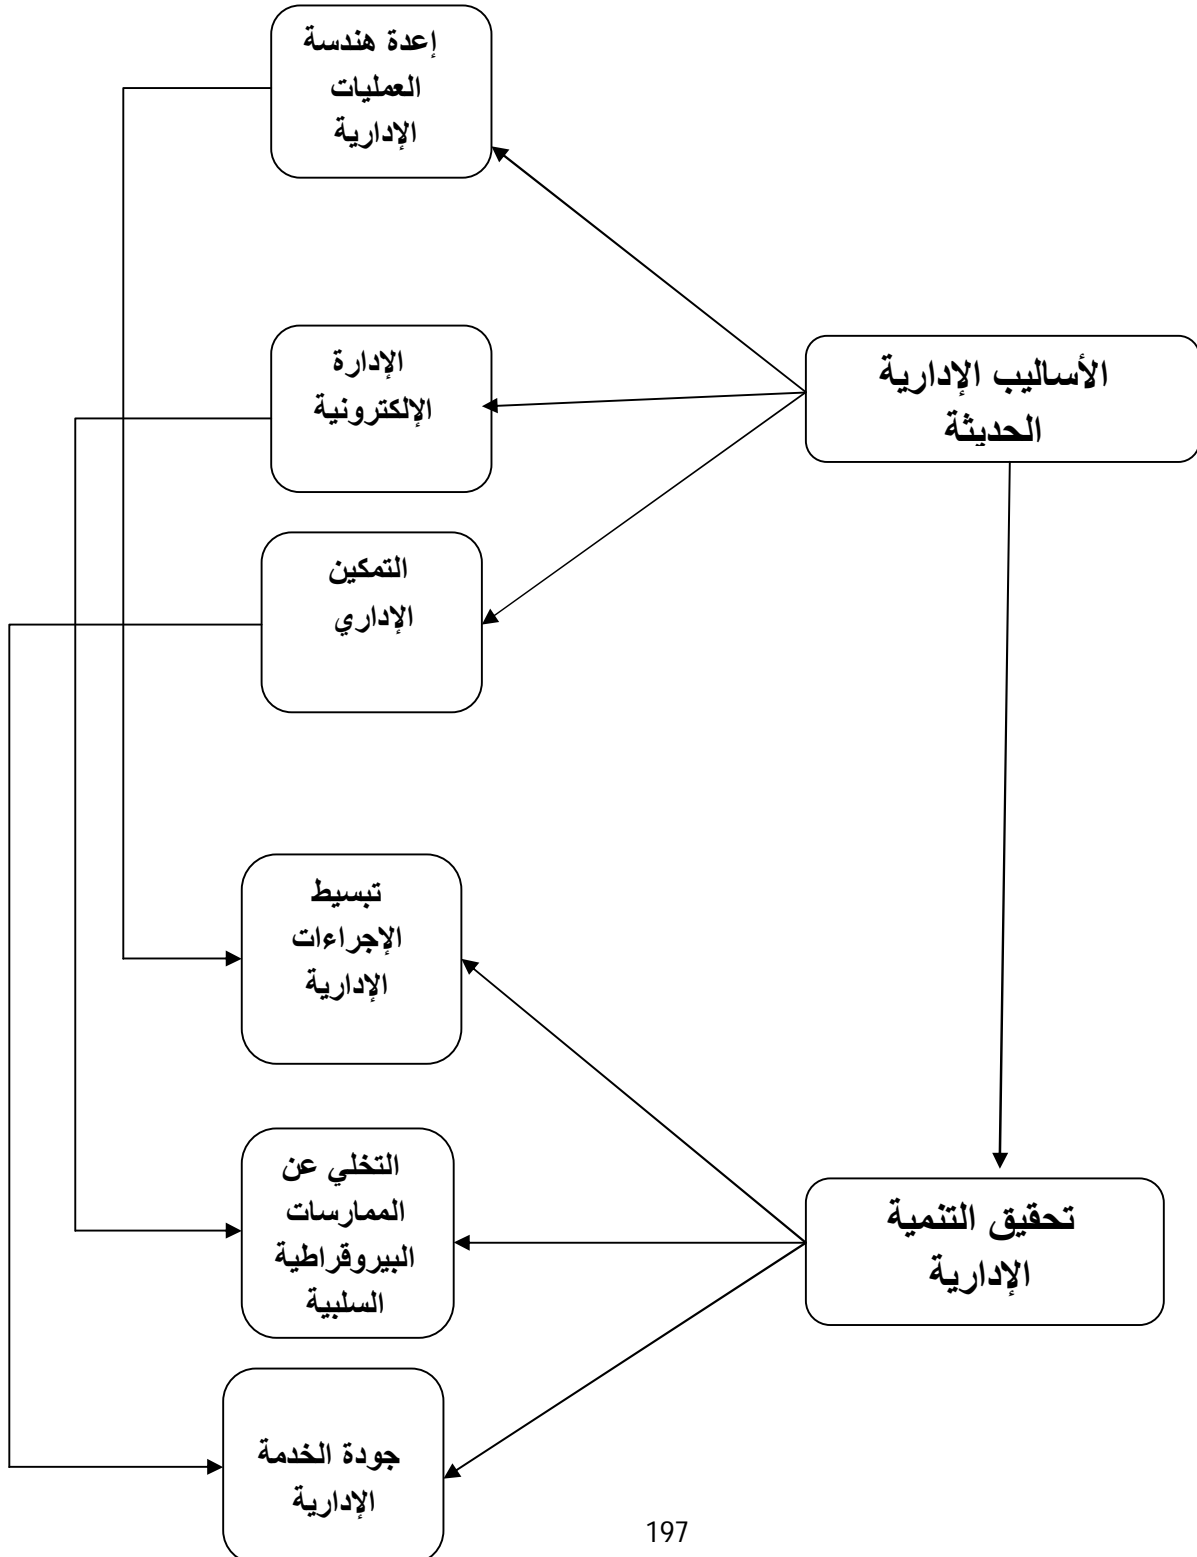 إعدة هندسة
العمليات
الإدارية
الأساليب الإدارية
الحديثة
الإدارة
الإلكترونية
التمكين
الإداري
تبسيط
الإجراءات
الإدارية
تحقيق التنمية
الإدارية
التخلي عن
الممارسات
البيروقراطية
السلبية
جودة الخدمة
الإدارية
197